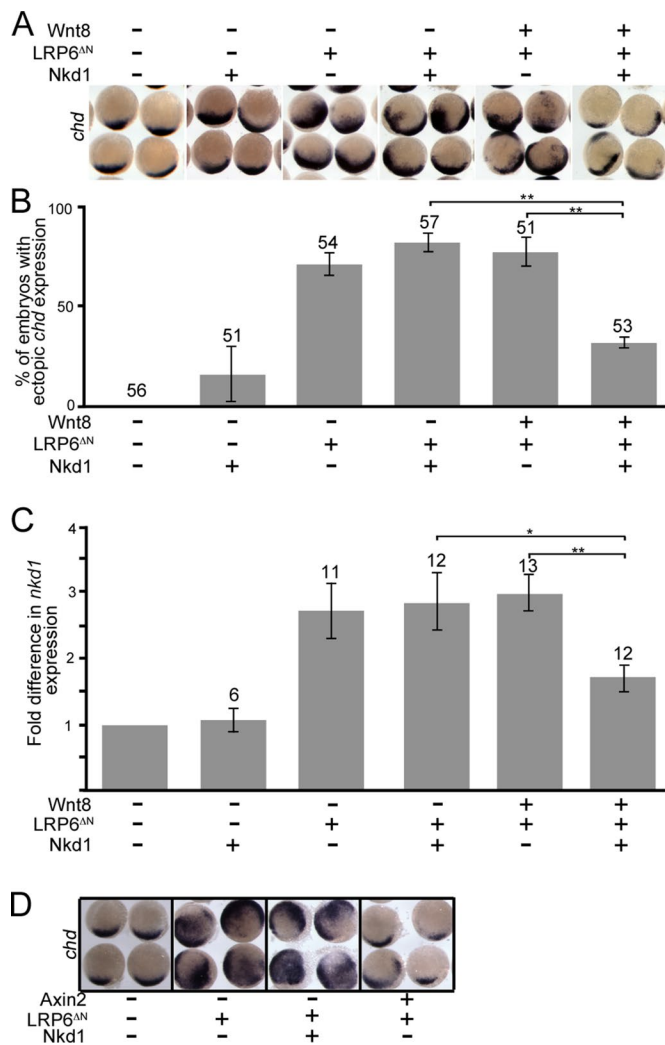 A
Wnt8 - - - - + +
LRP6ΔN - - + + + +
Nkd1 - + - + - +
chd
B
% of embryos with
ectopic chd expression
100
50
0
56
51
54
57
51
53
**
**
Wnt8 - - - - + +
LRP6ΔN - - + + + +
Nkd1 - + - + - +
C
Fold difference in nkd1
expression
4
3
2
1
6
11
12
13
12
*
**
Wnt8 - - - - + +
LRP6ΔN - - + + + +
Nkd1 - + - + - +
D
chd
Axin2 - - - +
LRP6ΔN - + + +
Nkd1 - - + -